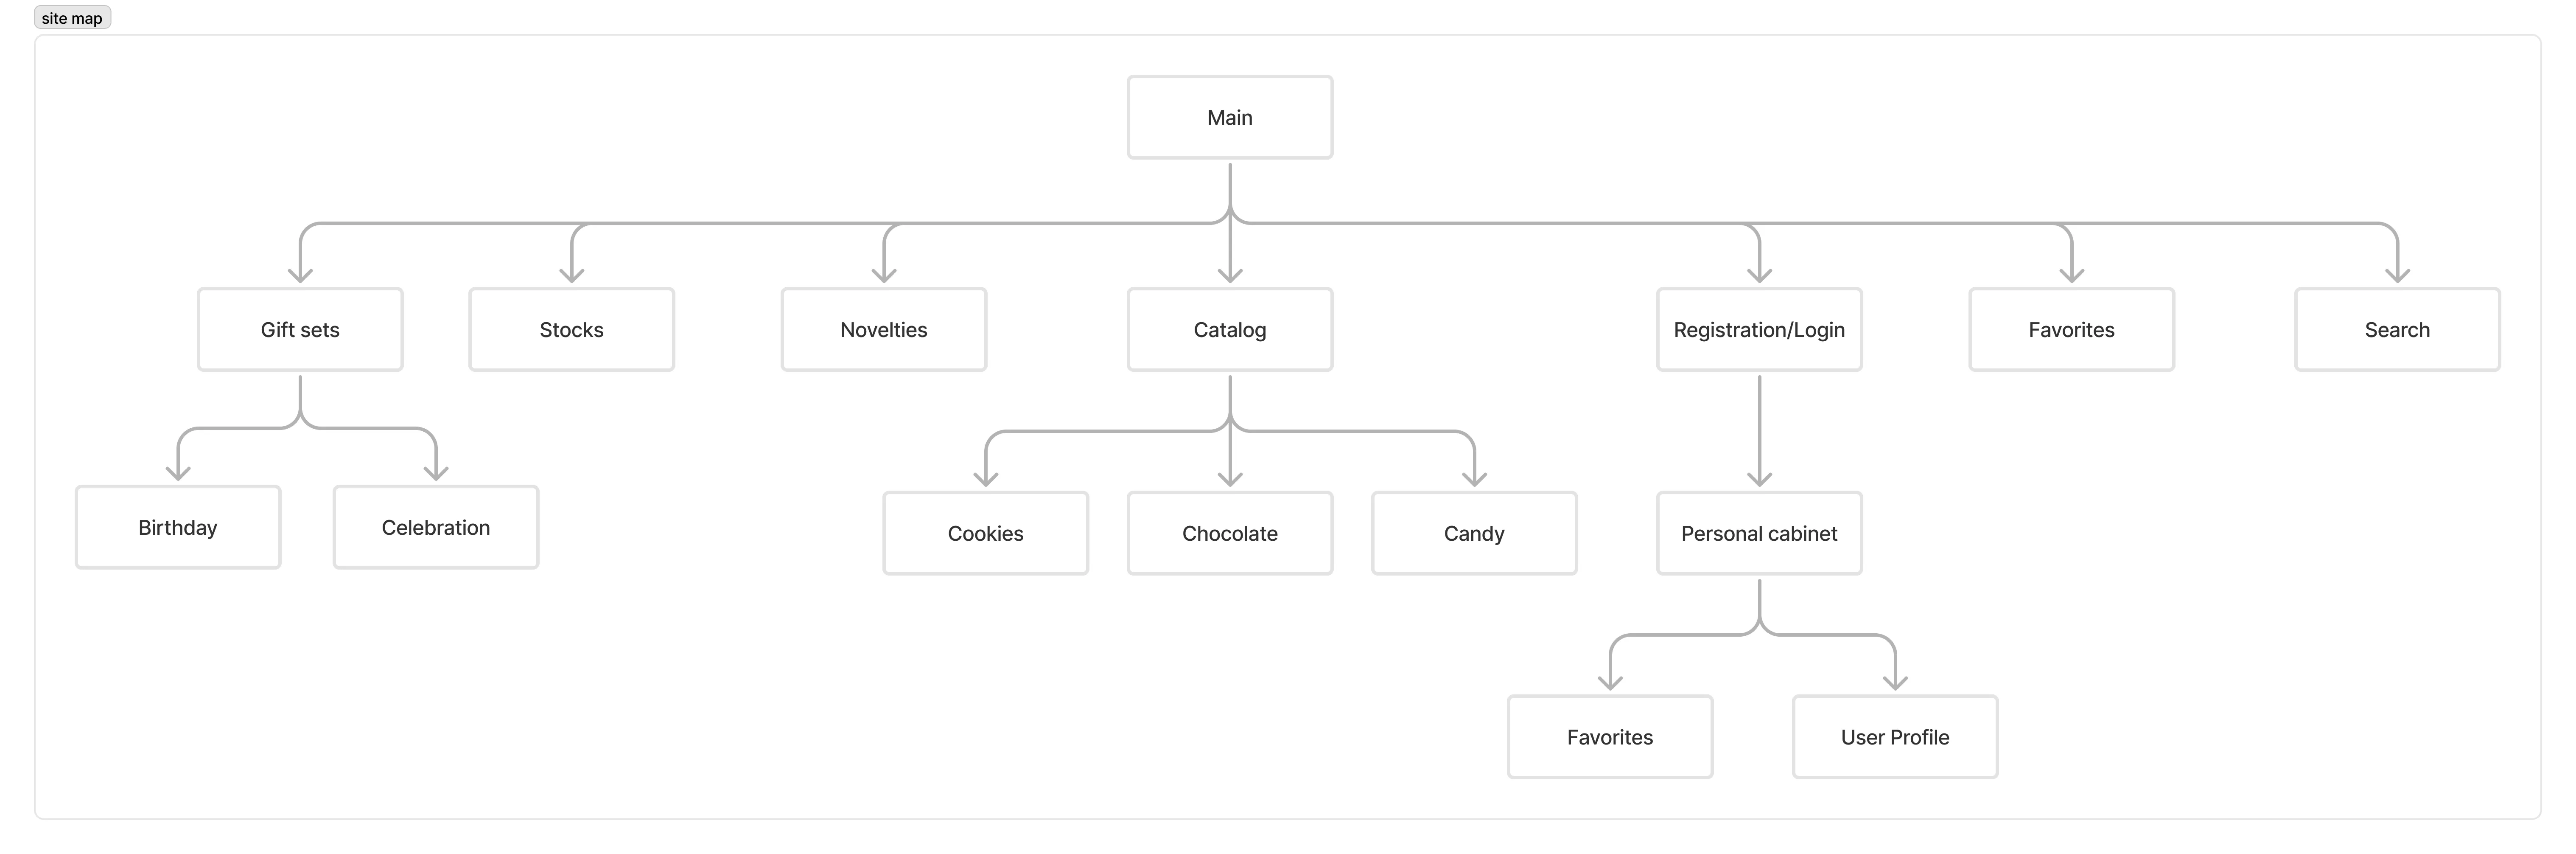 site map
Main
Gift sets
Stocks
Novelties
Catalog
Registration/Login
Favorites
Search
Birthday
Celebration
Cookies
Chocolate
Candy
Personal cabinet
Favorites
User Profile